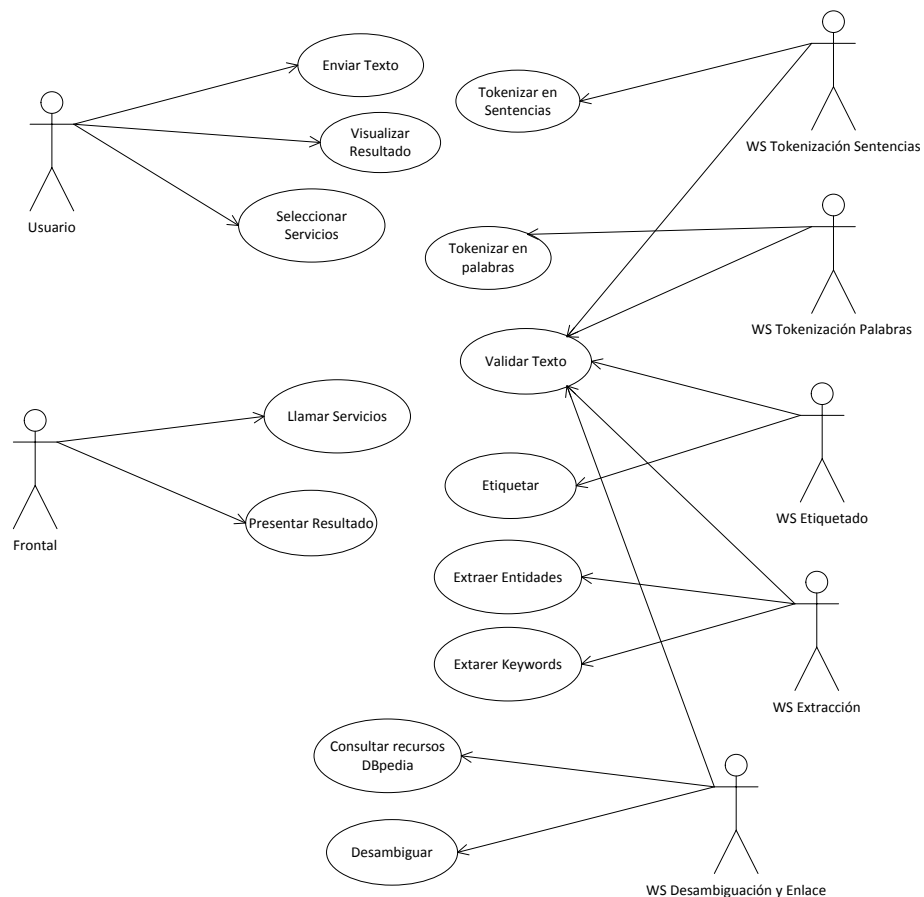 Enviar Texto
Tokenizar en
Sentencias
WS Tokenización Sentencias
Visualizar
Resultado
Seleccionar
Servicios
Usuario
Tokenizar en
palabras
WS Tokenización Palabras
Validar Texto
Llamar Servicios
Etiquetar
WS Etiquetado
Presentar Resultado
Frontal
Extraer Entidades
Extarer Keywords
WS Extracción
Consultar recursos
DBpedia
Desambiguar
WS Desambiguación y Enlace